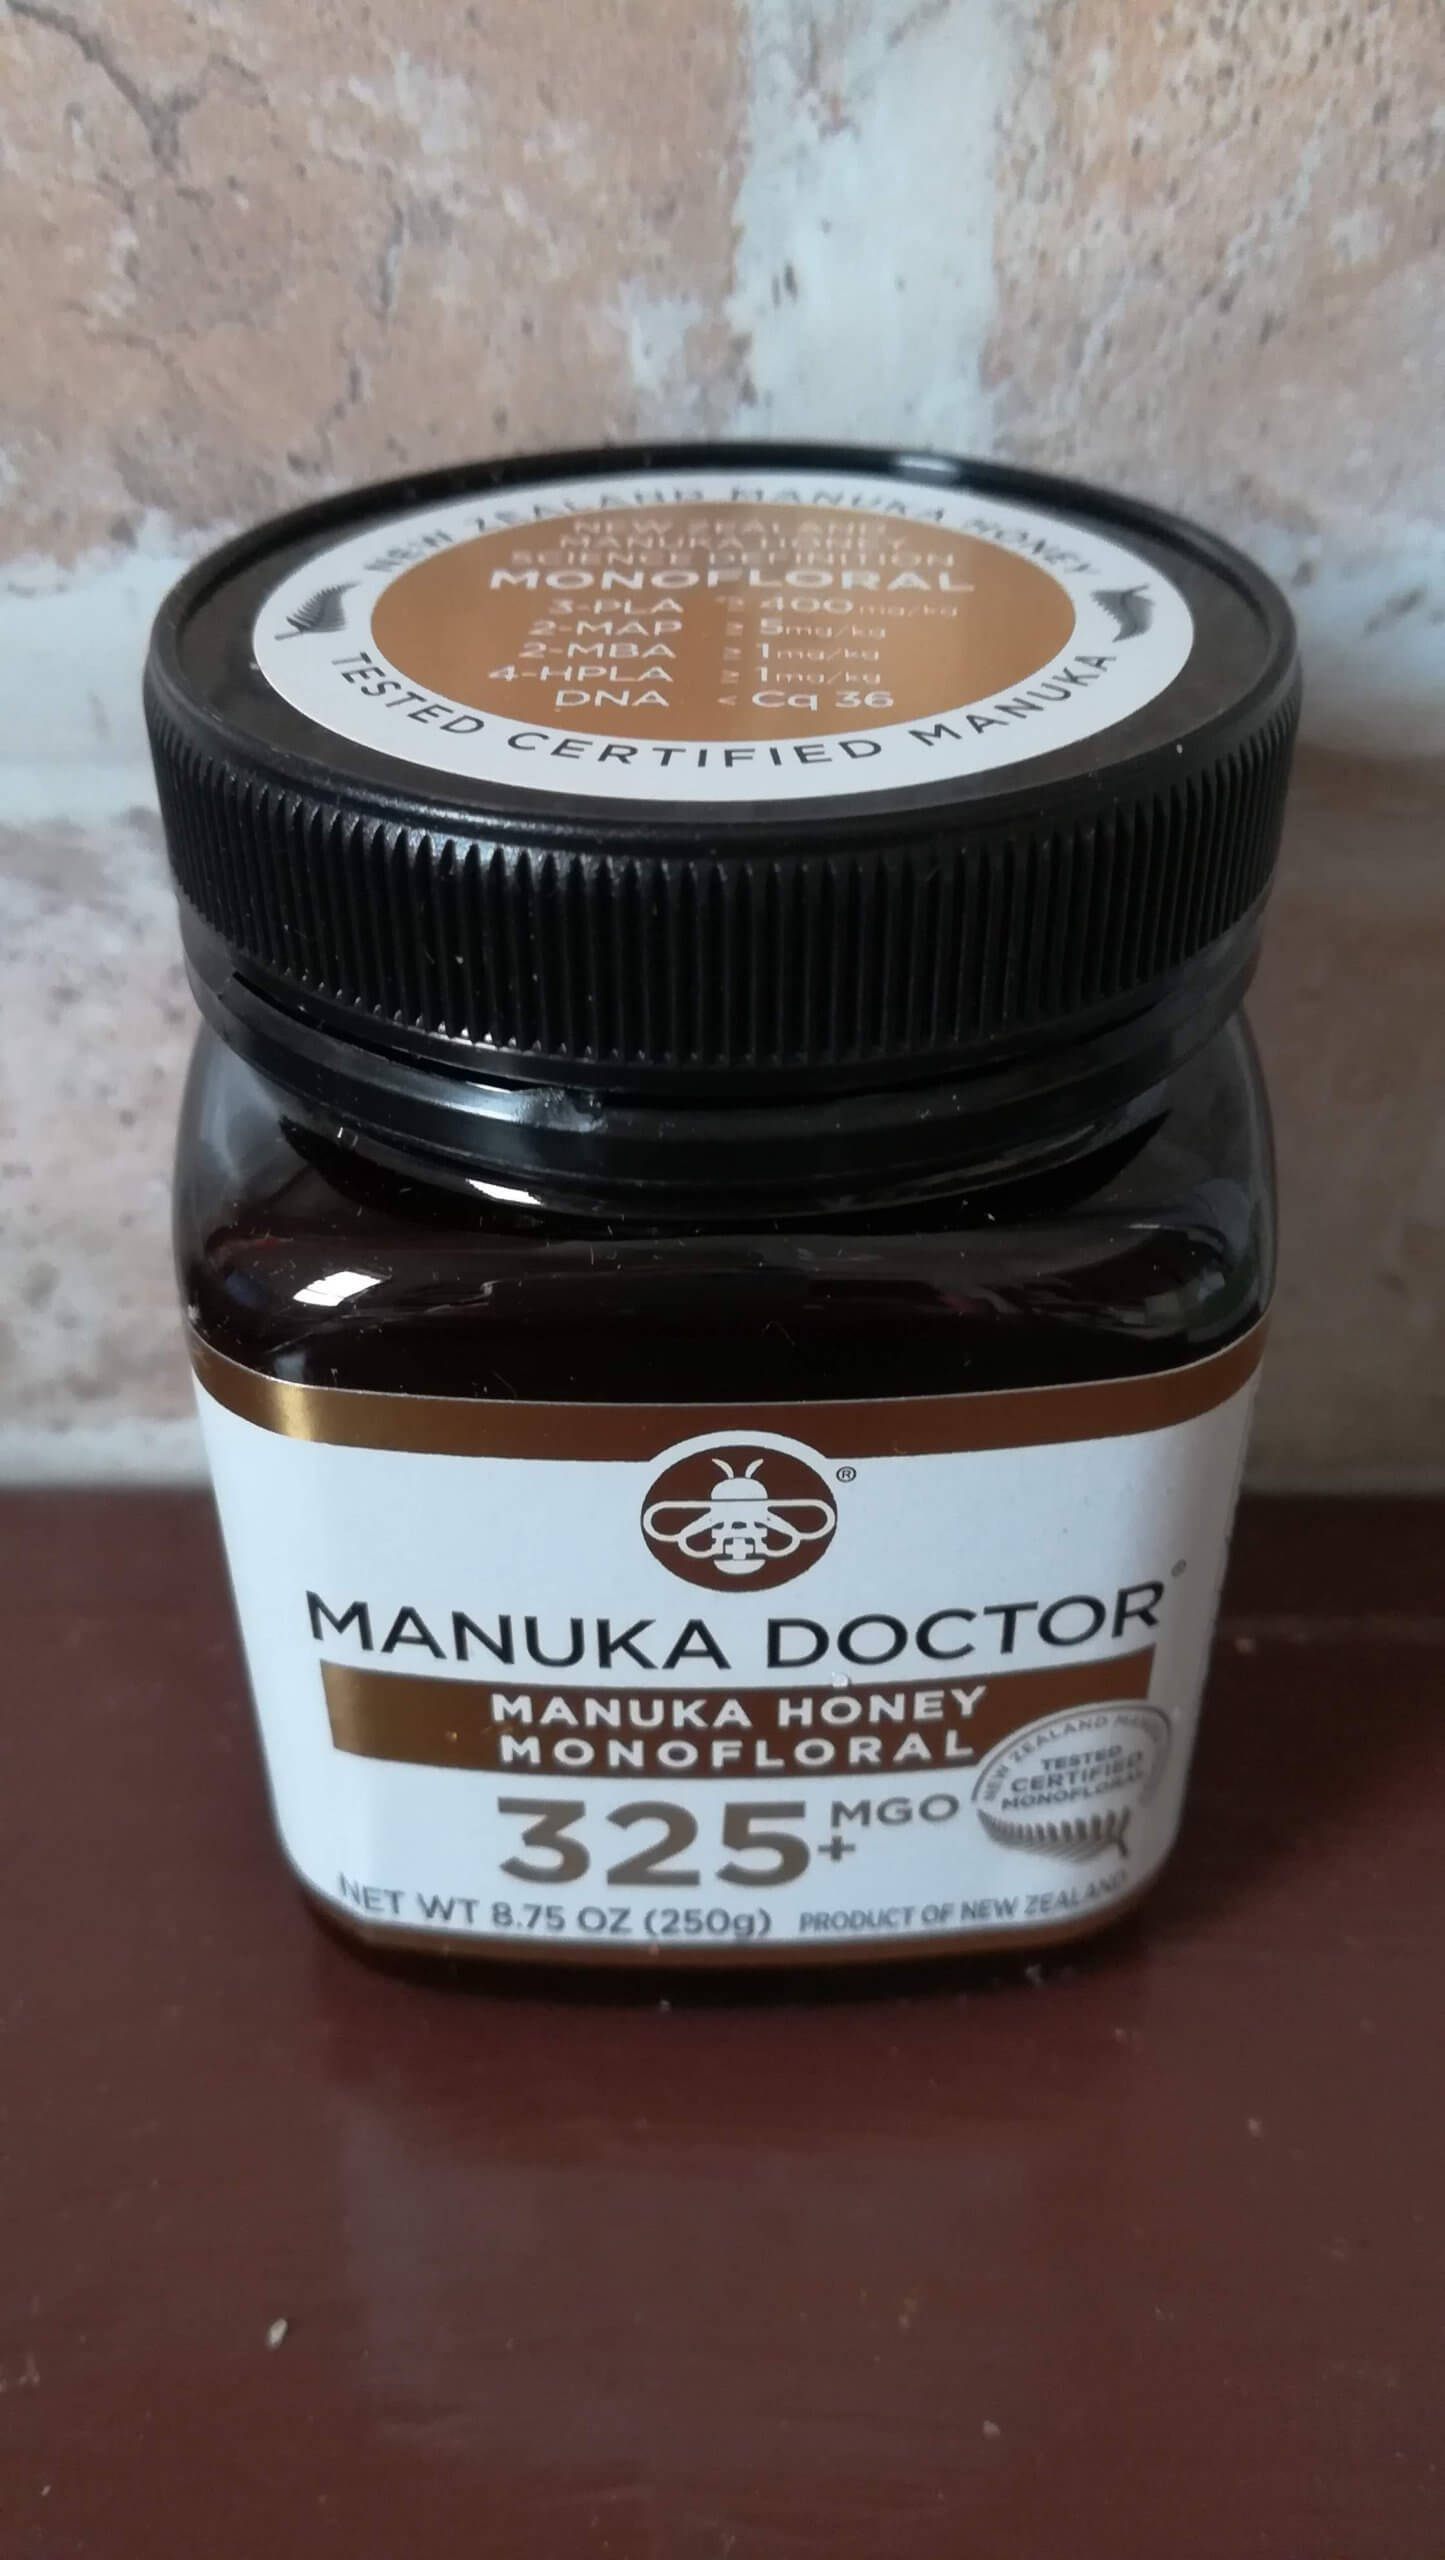 NEW ZEALAND MANUKA HONEY
NEW ZEALAND
MANUKA HONEY
SCIENCE DEFINITION
MONOFLORAL
3-PLA ≥ 400mg/kg
2-MAP ≥ 5mg/kg
2-MBA ≥ 1mg/kg
4-HPLA ≥ 1mg/kg
DNA < Cq 36
TESTED CERTIFIED MANUKA
®
MANUKA DOCTOR®
MANUKA HONEY
MONOFLORAL
325+ MGO
NEW ZEALAND
TESTED
CERTIFIED
MONOFLORAL
NET WT 8.75 OZ (250g) PRODUCT OF NEW ZEALAND